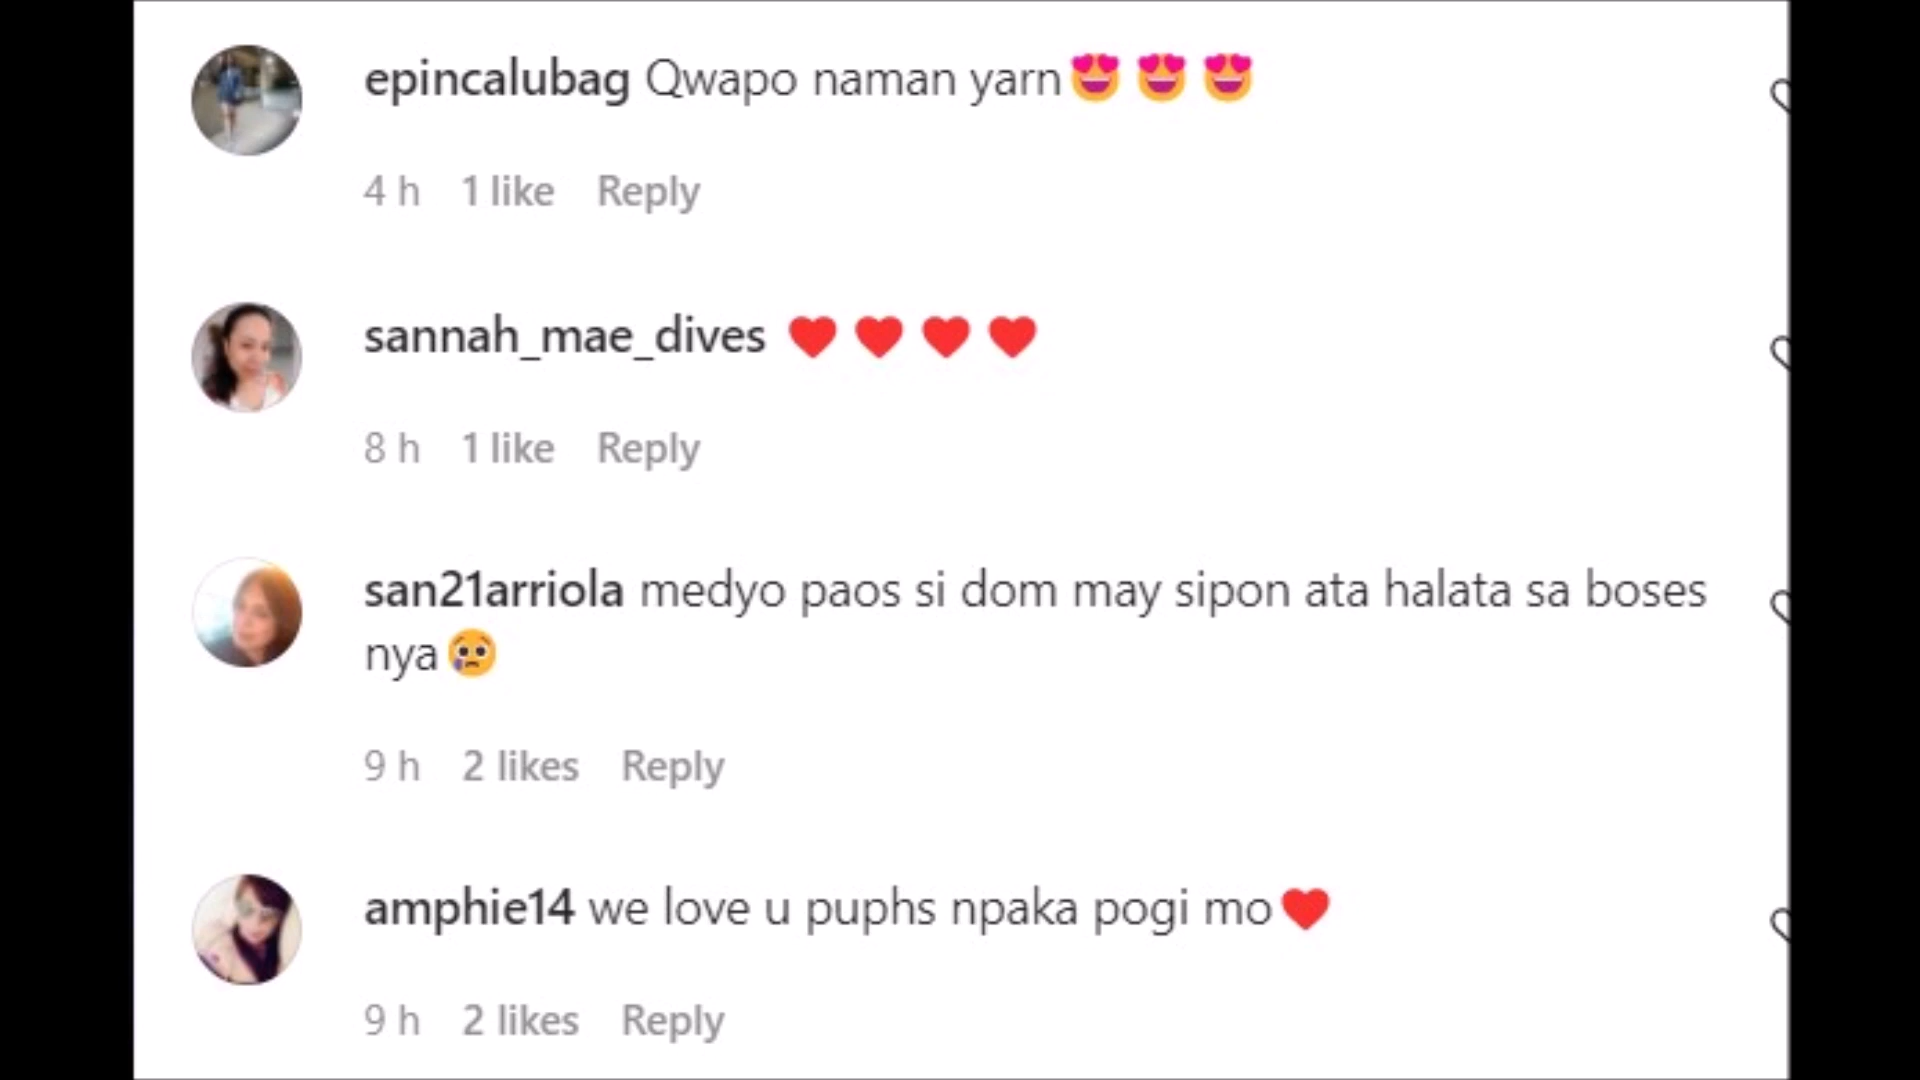 epincalubag Qwapo naman yarn😍😍😍
4 h 1 like Reply
sannah_mae_dives ❤️❤️❤️❤️
8 h 1 like Reply
san21arriola medyo paos si dom may sipon ata halata sa boses
nya😢
9 h 2 likes Reply
amphie14 we love u puphs npaka pogi mo❤️
9 h 2 likes Reply